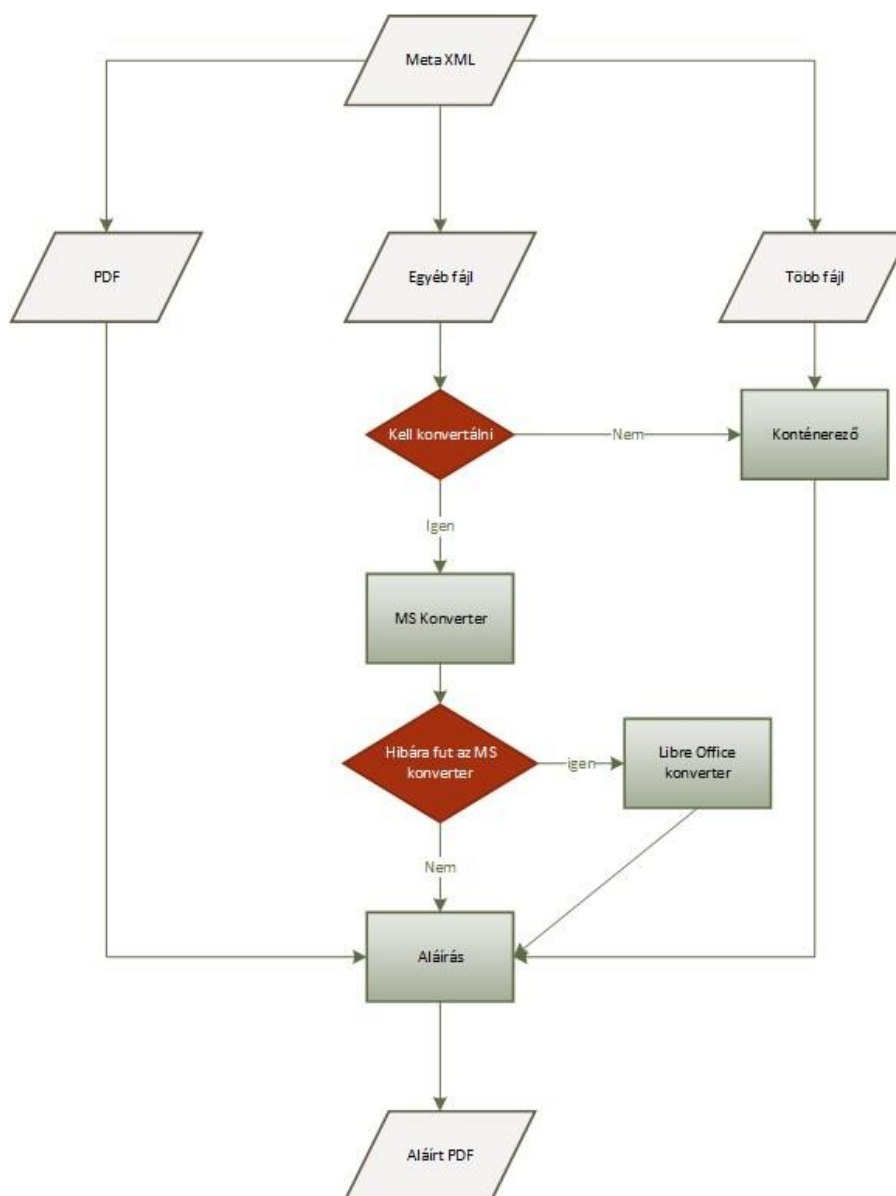 Meta XML
PDF
Egyéb fájl
Több fájl
Kell konvertálni
Nem
Konténerező
Igen
MS Konverter
Hibára fut az MS
konverter
igen
Libre Office
konverter
Nem
Aláírás
Aláírt PDF